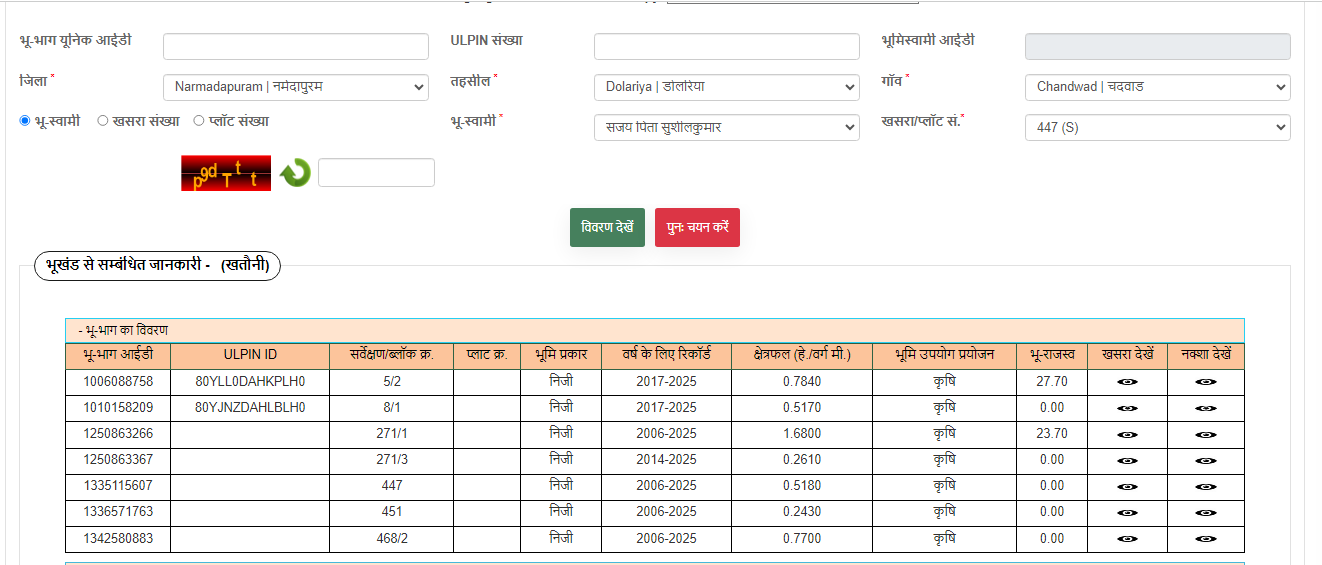 भू-भाग यूनिक आईडी ULPIN संख्या भूमिस्वामी आईडी
जिला * Narmadapuram | नर्मदापुरम तहसील * Dolariya | डोलरिया गॉंव * Chandwad | चदवाड
भू-स्वामी खसरा संख्या प्लॉट संख्या भू-स्वामी * सजय पिता सुशीलकुमार खसरा/प्लॉट सं.* 447 (S)
pgdTtt
विवरण देखें पुनः चयन करें
भूखंड से सम्बंधित जानकारी - (खतौनी)
- भू-भाग का विवरण
भू-भाग आईडी ULPIN ID सर्वेक्षण/ब्लॉक क्र. प्लाट क्र. भूमि प्रकार वर्ष के लिए रिकॉर्ड क्षेत्रफल (हे./वर्ग मी.) भूमि उपयोग प्रयोजन भू-राजस्व खसरा देखें नक्शा देखें
1006088758 80YLL0DAHKPLH0 5/2 निजी 2017-2025 0.7840 कृषि 27.70
1010158209 80YJNZDAHLBLH0 8/1 निजी 2017-2025 0.5170 कृषि 0.00
1250863266 271/1 निजी 2006-2025 1.6800 कृषि 23.70
1250863367 271/3 निजी 2014-2025 0.2610 कृषि 0.00
1335115607 447 निजी 2006-2025 0.5180 कृषि 0.00
1336571763 451 निजी 2006-2025 0.2430 कृषि 0.00
1342580883 468/2 निजी 2006-2025 0.7700 कृषि 0.00